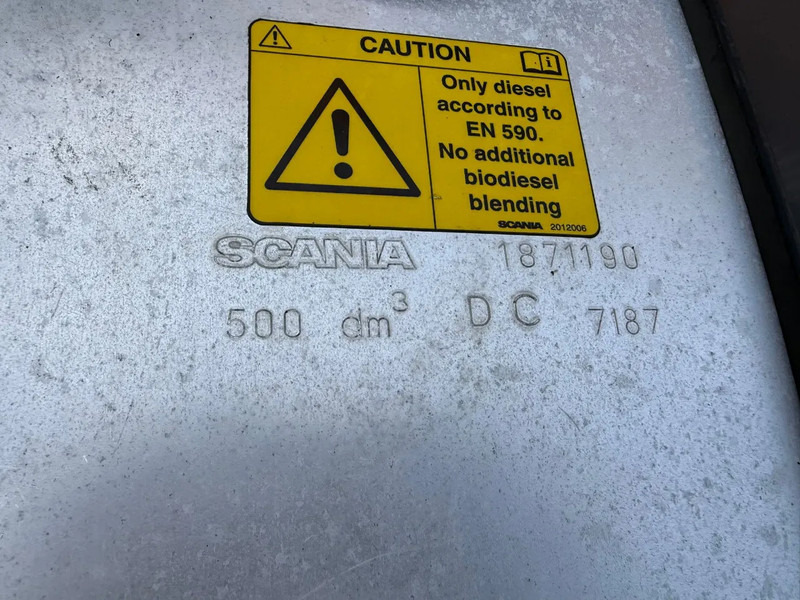 CAUTION
Only diesel
according to
EN 590.
No additional
biodiesel
blending
SCANIA 2012006
SCANIA 1871190
500 dm³ DC 7187